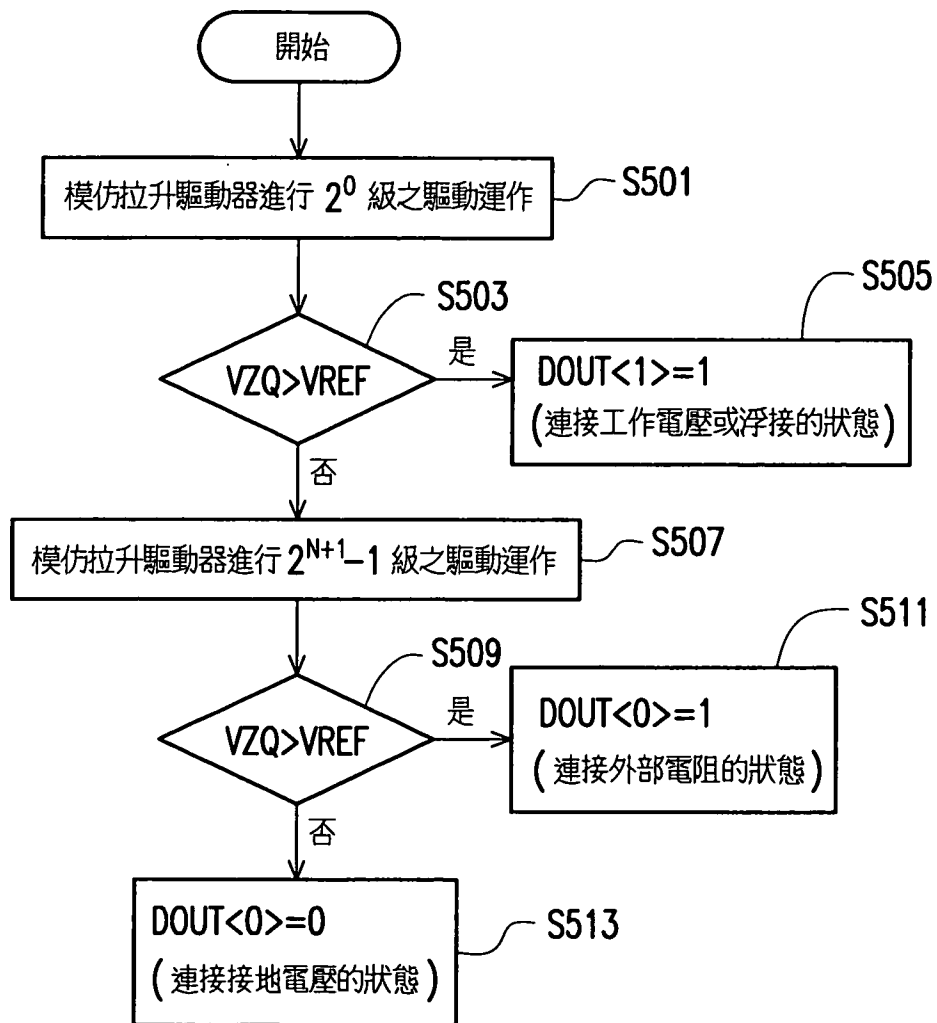 開始
模仿拉升驅動器進行 2⁰ 級之驅動運作
S501
S503
VZQ>VREF
是
S505
DOUT<1>=1
(連接工作電壓或浮接的狀態)
否
模仿拉升驅動器進行 2ᴺ⁺¹−1 級之驅動運作
S507
S509
VZQ>VREF
是
S511
DOUT<0>=1
(連接外部電阻的狀態)
否
DOUT<0>=0
(連接接地電壓的狀態)
S513